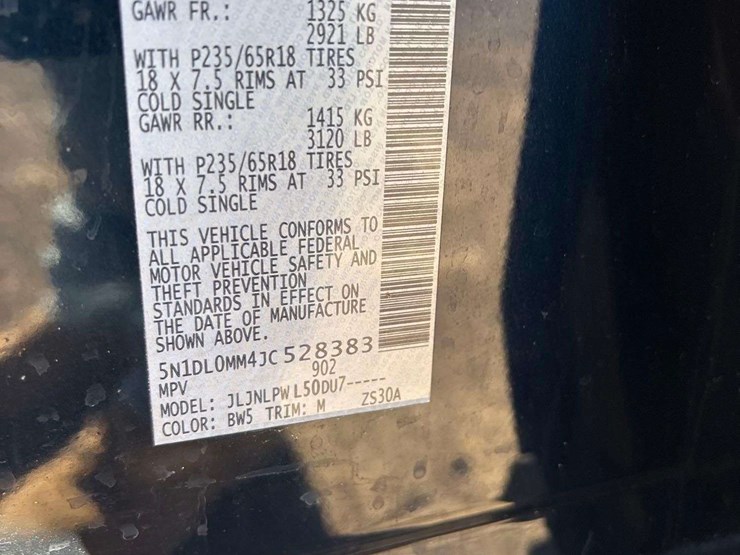 GAWR FR.: 1325 KG
2921 LB
WITH P235/65R18 TIRES
18 X 7.5 RIMS AT 33 PSI
COLD SINGLE
GAWR RR.: 1415 KG
3120 LB
WITH P235/65R18 TIRES
18 X 7.5 RIMS AT 33 PSI
COLD SINGLE
THIS VEHICLE CONFORMS TO
ALL APPLICABLE FEDERAL
MOTOR VEHICLE SAFETY AND
THEFT PREVENTION
STANDARDS IN EFFECT ON
THE DATE OF MANUFACTURE
SHOWN ABOVE.
5N1DL0MM4JC528383
MPV 902
MODEL: JLJNLPWL50DU7-----
COLOR: BW5 TRIM: M ZS30A